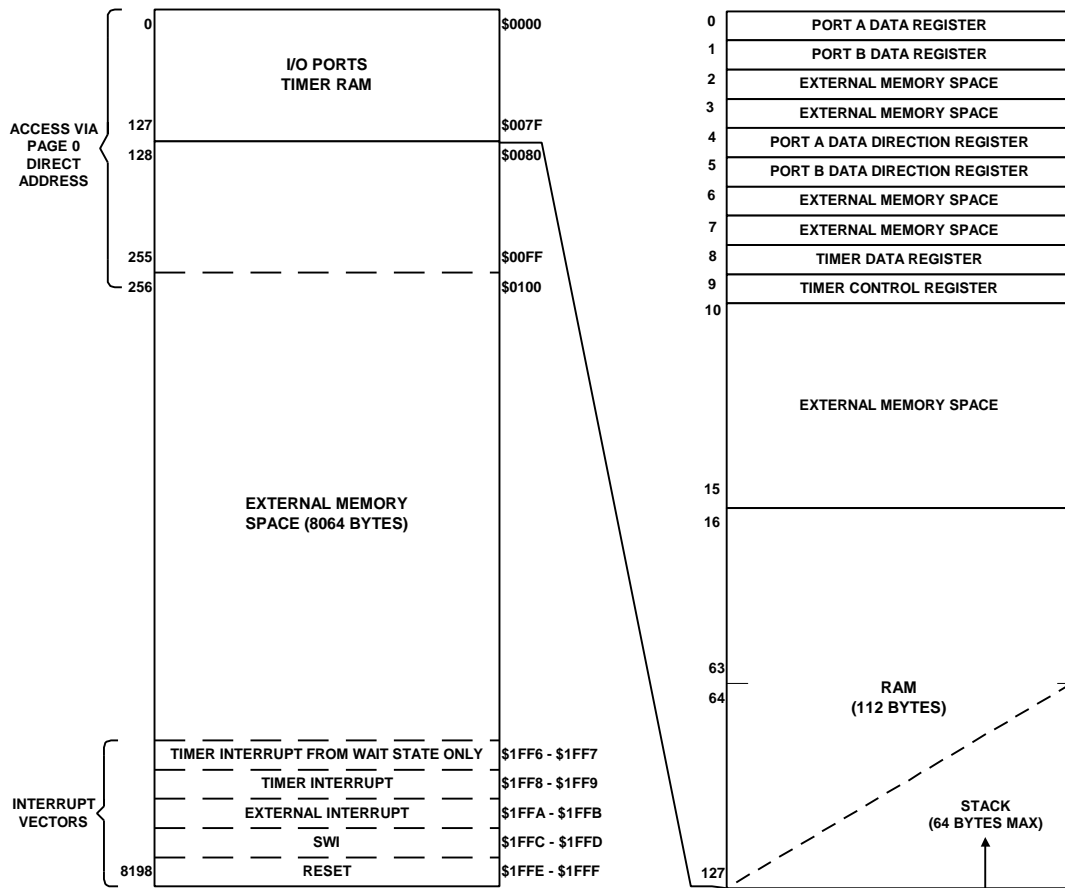 0
$0000
I/O PORTS
TIMER RAM
ACCESS VIA
PAGE 0
DIRECT
ADDRESS
127
$007F
128
$0080
255
$00FF
256
$0100
EXTERNAL MEMORY
SPACE (8064 BYTES)
INTERRUPT
VECTORS
TIMER INTERRUPT FROM WAIT STATE ONLY
$1FF6 - $1FF7
TIMER INTERRUPT
$1FF8 - $1FF9
EXTERNAL INTERRUPT
$1FFA - $1FFB
SWI
$1FFC - $1FFD
8198
RESET
$1FFE - $1FFF
0
PORT A DATA REGISTER
1
PORT B DATA REGISTER
2
EXTERNAL MEMORY SPACE
3
EXTERNAL MEMORY SPACE
4
PORT A DATA DIRECTION REGISTER
5
PORT B DATA DIRECTION REGISTER
6
EXTERNAL MEMORY SPACE
7
EXTERNAL MEMORY SPACE
8
TIMER DATA REGISTER
9
TIMER CONTROL REGISTER
10
EXTERNAL MEMORY SPACE
15
16
63
64
RAM
(112 BYTES)
STACK
(64 BYTES MAX)
127